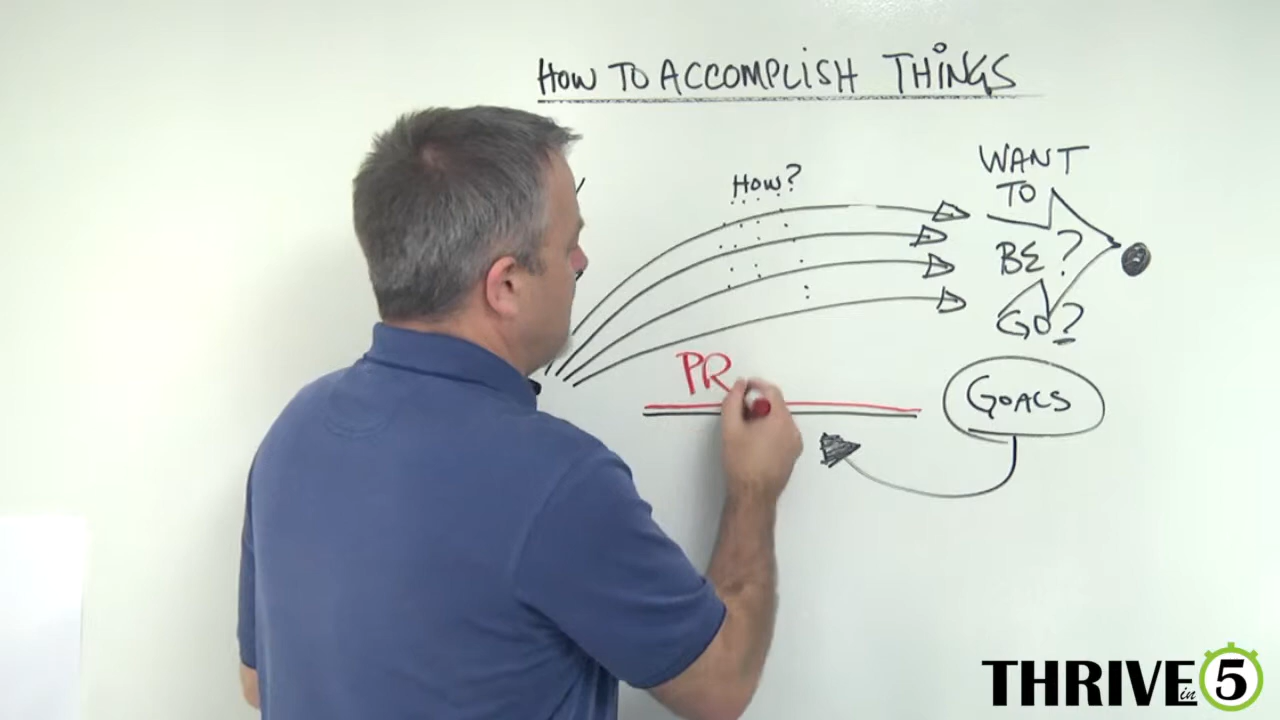 HOW TO ACCOMPLISH THINGS
WANT
TO
BE?
GO?
How?
PR
GOALS
THRIVE in 5